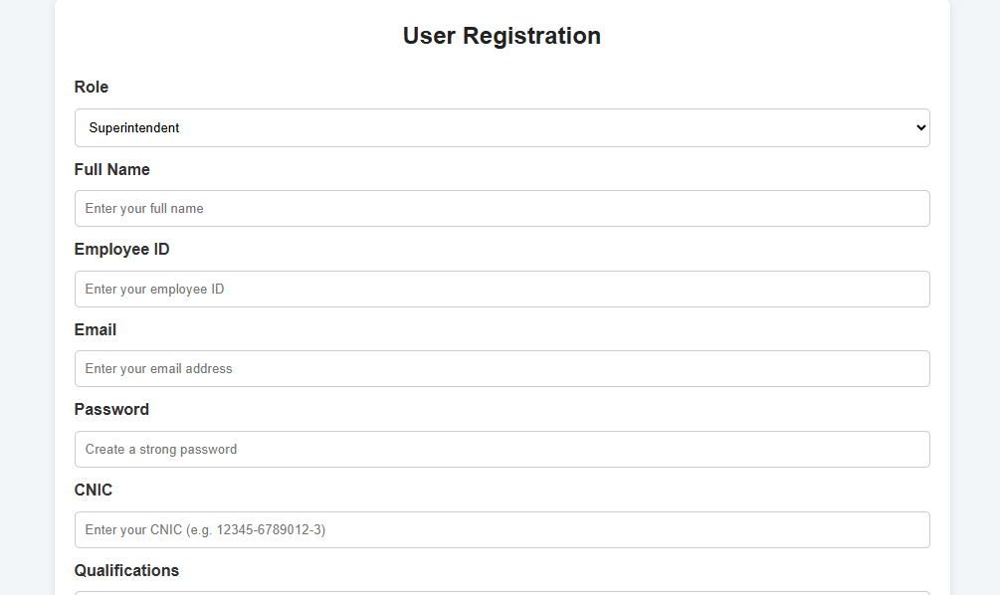 User Registration
Role
Superintendent
Full Name
Enter your full name
Employee ID
Enter your employee ID
Email
Enter your email address
Password
Create a strong password
CNIC
Enter your CNIC (e.g. 12345-6789012-3)
Qualifications